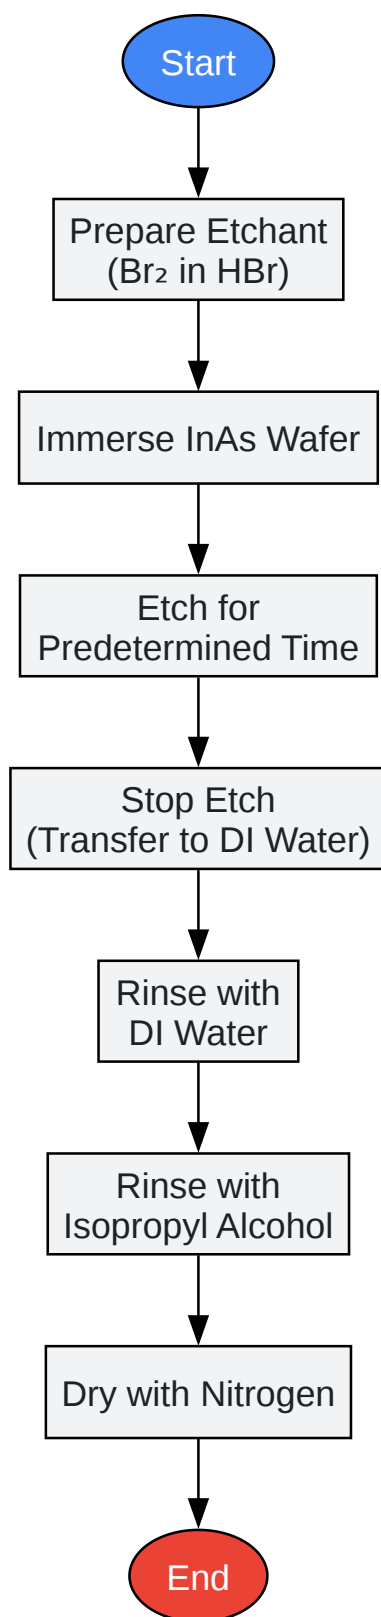 Start
Prepare Etchant
(Br₂ in HBr)
Immerse InAs Wafer
Etch for
Predetermined Time
Stop Etch
(Transfer to DI Water)
Rinse with
DI Water
Rinse with
Isopropyl Alcohol
Dry with Nitrogen
End